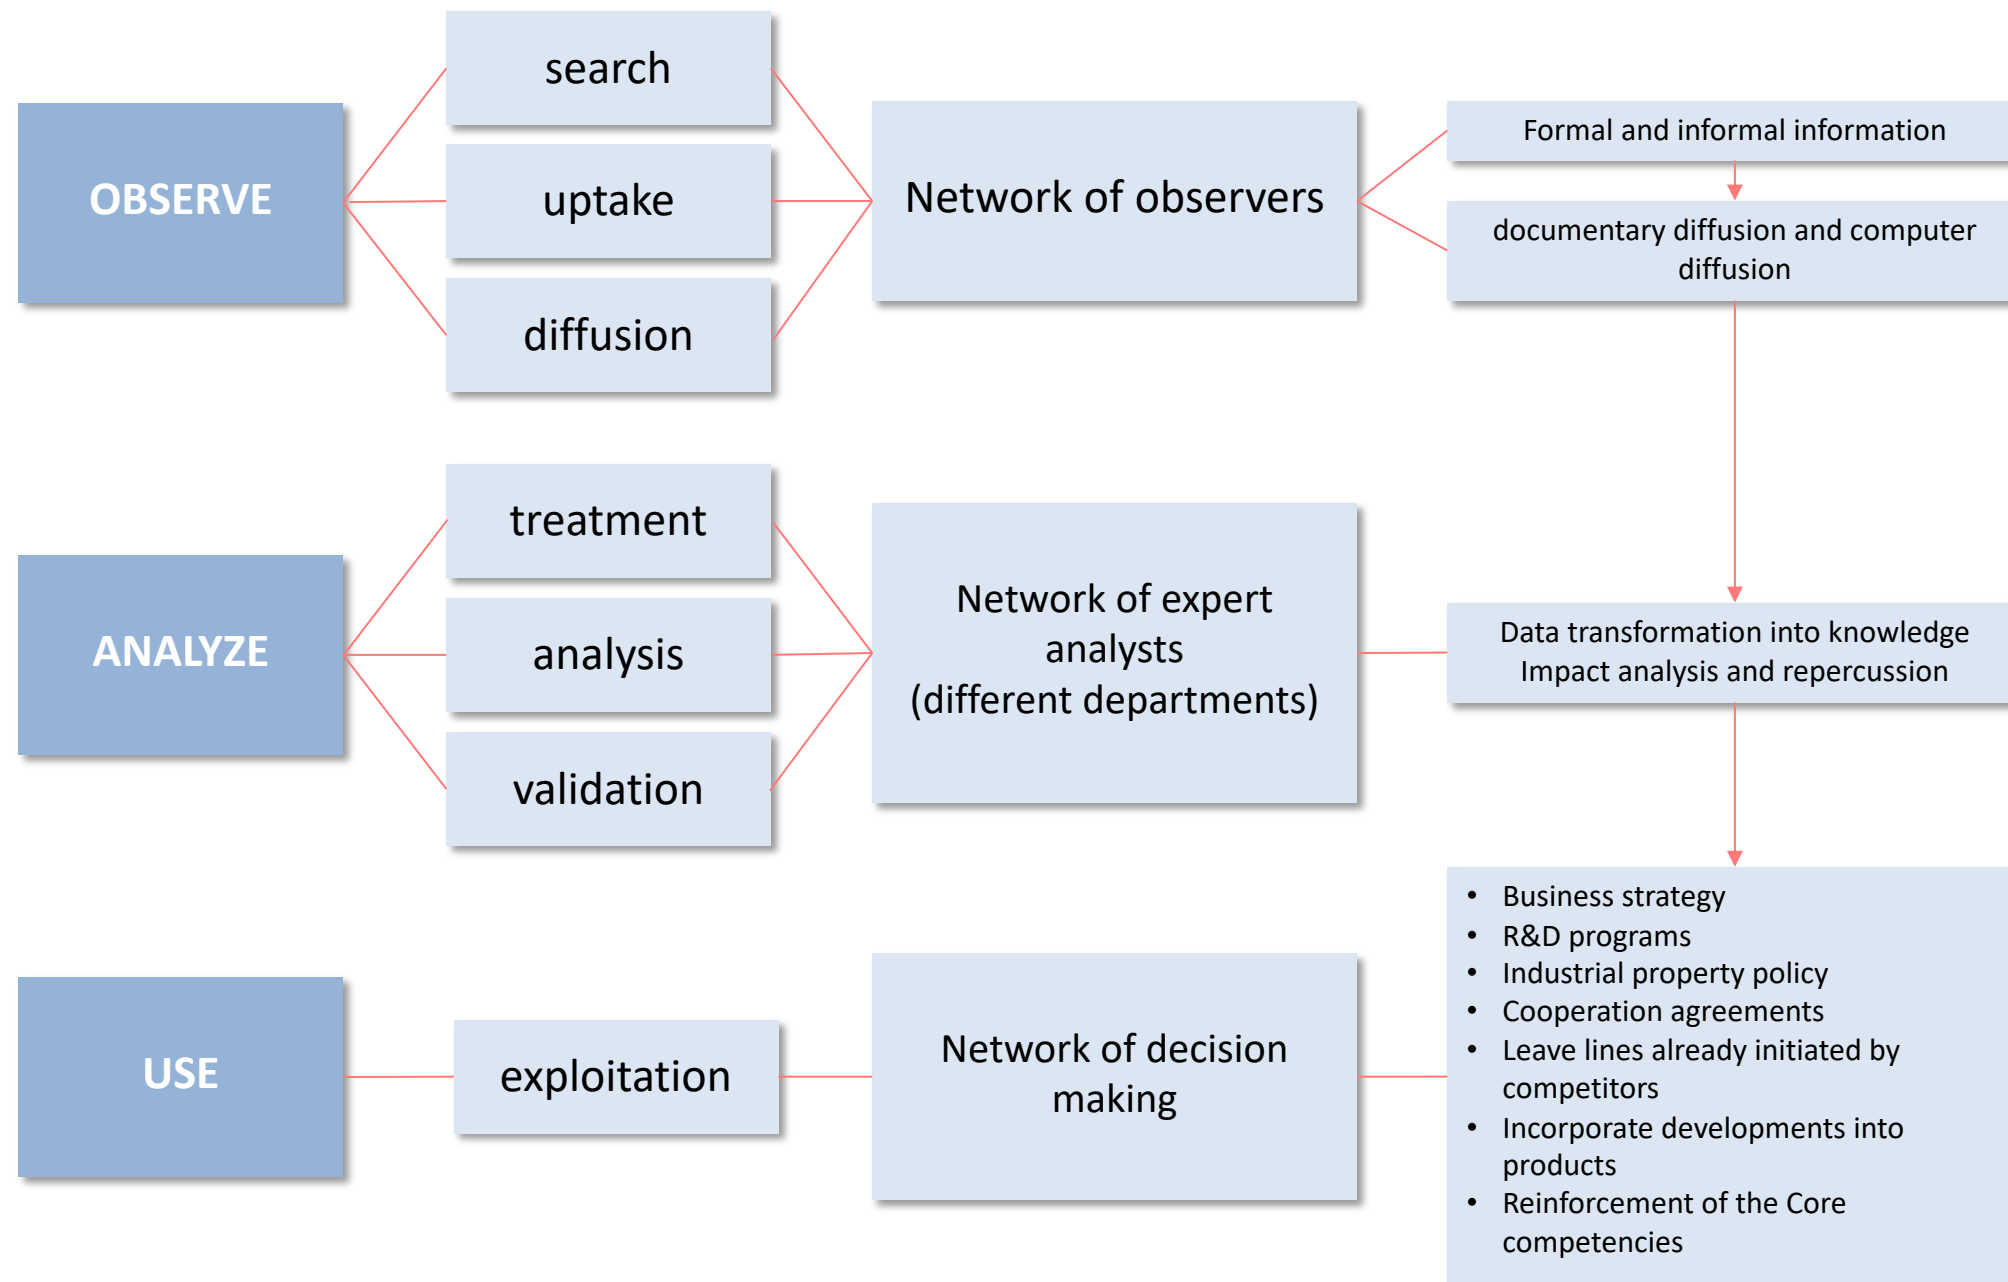 OBSERVE
search
uptake
diffusion
Network of observers
Formal and informal information
documentary diffusion and computer
diffusion
ANALYZE
treatment
analysis
validation
Network of expert
analysts
(different departments)
Data transformation into knowledge
Impact analysis and repercussion
USE
exploitation
Network of decision
making
• Business strategy
• R&D programs
• Industrial property policy
• Cooperation agreements
• Leave lines already initiated by
competitors
• Incorporate developments into
products
• Reinforcement of the Core
competencies